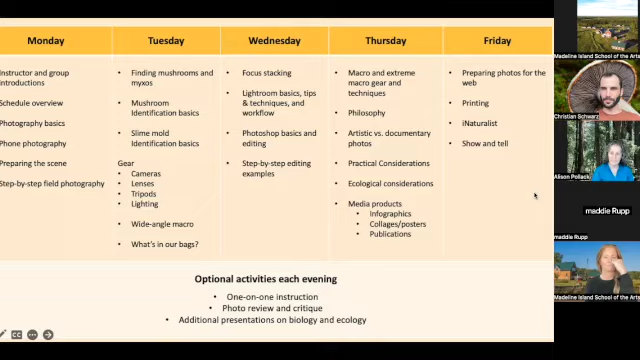 Monday
Tuesday
Wednesday
Thursday
Friday
Instructor and group
introductions
Schedule overview
Photography basics
Phone photography
Preparing the scene
Step-by-step field photography
• Finding mushrooms and
myxos
• Mushroom
Identification basics
• Slime mold
Identification basics
Gear
• Cameras
• Lenses
• Tripods
• Lighting
• Wide-angle macro
• What's in our bags?
• Focus stacking
• Lightroom basics, tips
& techniques, and
workflow
• Photoshop basics and
editing
• Step-by-step editing
examples
• Macro and extreme
macro gear and
techniques
• Philosophy
• Artistic vs. documentary
photos
• Practical Considerations
• Ecological considerations
• Media products
• Infographics
• Collages/posters
• Publications
• Preparing photos for the
web
• Printing
• iNaturalist
• Show and tell
Optional activities each evening
• One-on-one instruction
• Photo review and critique
• Additional presentations on biology and ecology
CC
Madeline Island School of the Arts
Christian Schwarz
Alison Pollack
maddie Rupp
maddie Rupp
Madeline Island School of the Arts